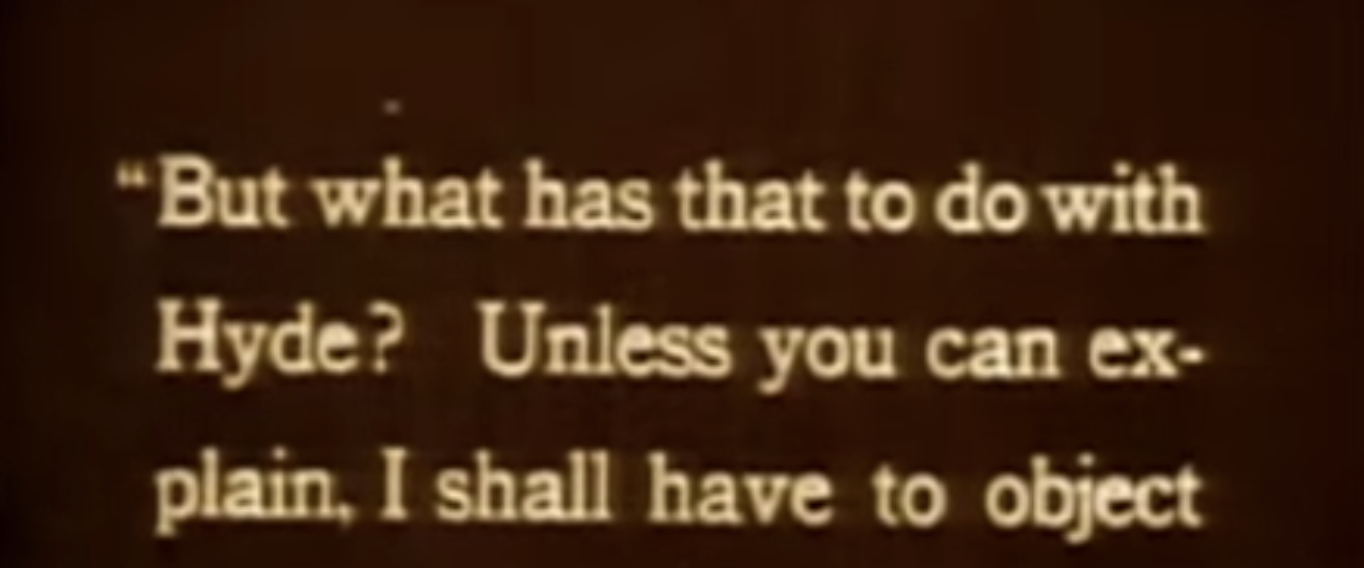 “But what has that to do with
Hyde? Unless you can ex-
plain, I shall have to object